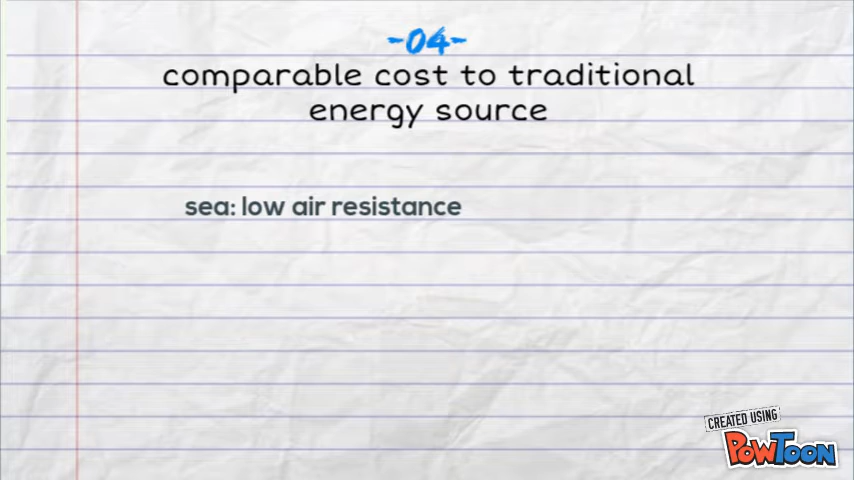 -04-
comparable cost to traditional
energy source
sea: low air resistance
CREATED USING
POWTOON